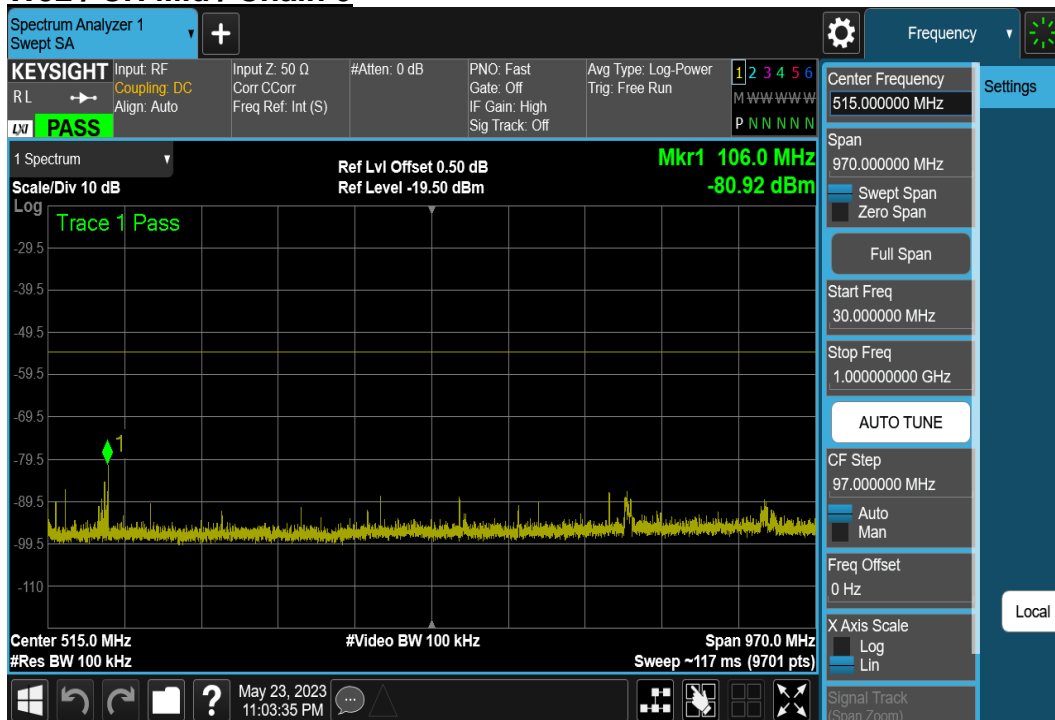 Spectrum Analyzer 1
Swept SA
Frequency
KEYSIGHT
RL
LXI PASS
Input: RF
Coupling: DC
Align: Auto
Input Z: 50 Ω
Corr CCorr
Freq Ref: Int (S)
#Atten: 0 dB
PNO: Fast
Gate: Off
IF Gain: High
Sig Track: Off
Avg Type: Log-Power
Trig: Free Run
1 2 3 4 5 6
M W W W W W
P N N N N N
1 Spectrum
Scale/Div 10 dB
Ref Lvl Offset 0.50 dB
Ref Level -19.50 dBm
Mkr1 106.0 MHz
-80.92 dBm
Log
Trace 1 Pass
-29.5
-39.5
-49.5
-59.5
-69.5
1
-79.5
-89.5
-99.5
-110
Center 515.0 MHz
#Video BW 100 kHz
Span 970.0 MHz
#Res BW 100 kHz
Sweep ~117 ms (9701 pts)
May 23, 2023
11:03:35 PM
Center Frequency
515.000000 MHz
Settings
Span
970.000000 MHz
Swept Span
Zero Span
Full Span
Start Freq
30.000000 MHz
Stop Freq
1.000000000 GHz
AUTO TUNE
CF Step
97.000000 MHz
Auto
Man
Freq Offset
0 Hz
Local
X Axis Scale
Log
Lin
Signal Track
(Span Zoom)